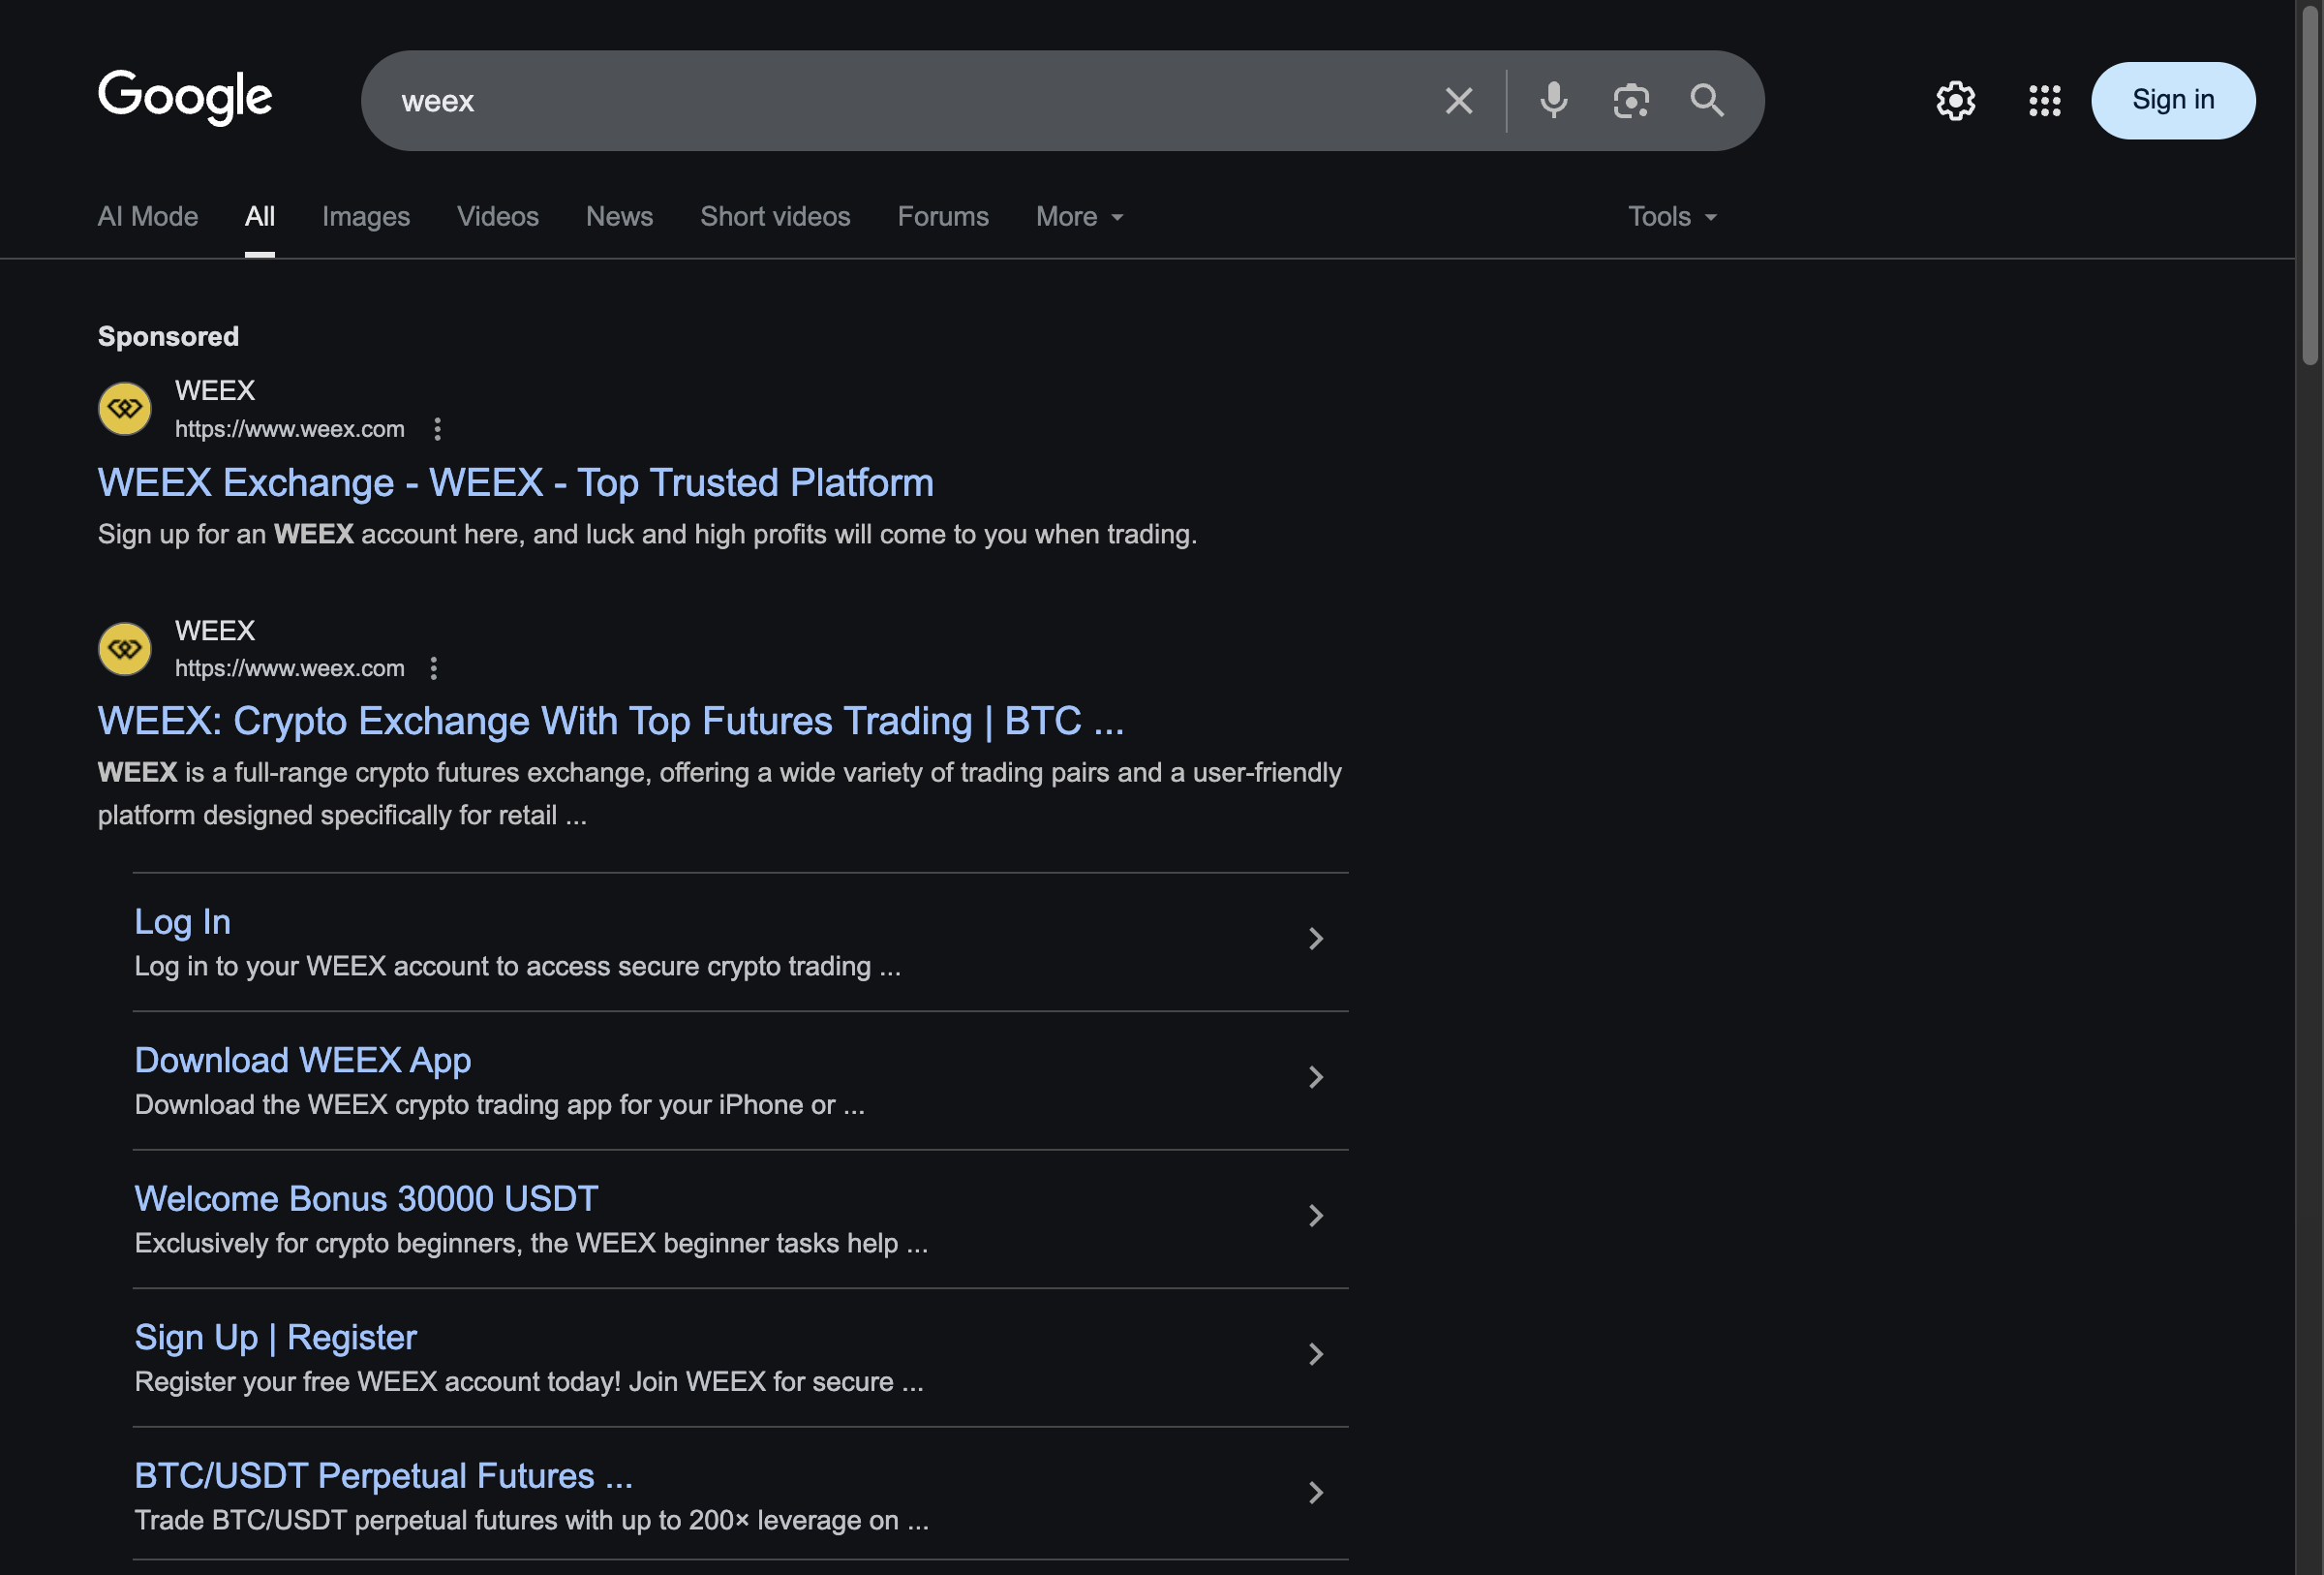 Google
weex
Sign in
AI Mode
All
Images
Videos
News
Short videos
Forums
More
Tools
Sponsored
WEEX
https://www.weex.com
WEEX Exchange - WEEX - Top Trusted Platform
Sign up for an WEEX account here, and luck and high profits will come to you when trading.
WEEX
https://www.weex.com
WEEX: Crypto Exchange With Top Futures Trading | BTC ...
WEEX is a full-range crypto futures exchange, offering a wide variety of trading pairs and a user-friendly
platform designed specifically for retail ...
Log In
Log in to your WEEX account to access secure crypto trading ...
Download WEEX App
Download the WEEX crypto trading app for your iPhone or ...
Welcome Bonus 30000 USDT
Exclusively for crypto beginners, the WEEX beginner tasks help ...
Sign Up | Register
Register your free WEEX account today! Join WEEX for secure ...
BTC/USDT Perpetual Futures ...
Trade BTC/USDT perpetual futures with up to 200× leverage on ...